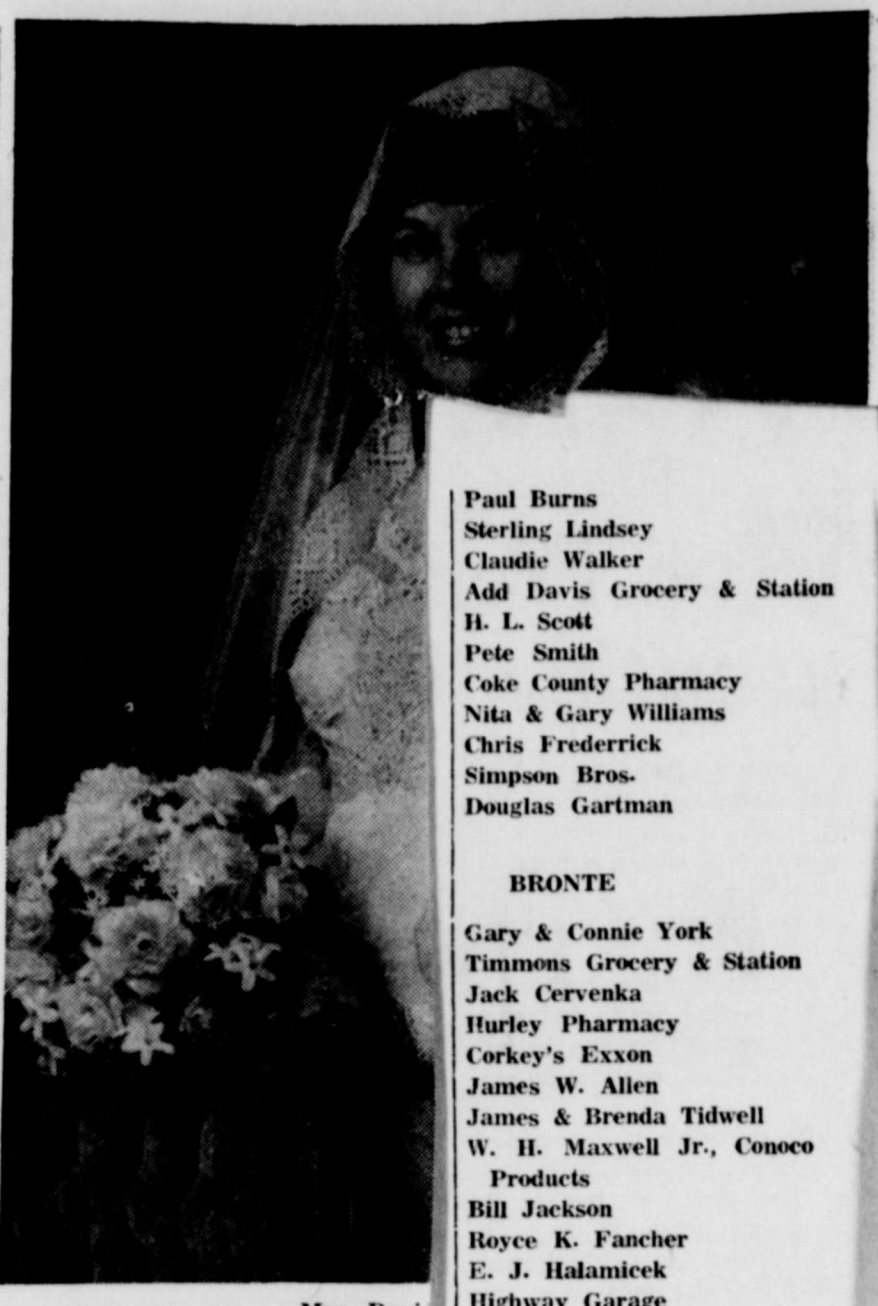 Paul Burns
Sterling Lindsey
Claudie Walker
Add Davis Grocery & Station
H. L. Scott
Pete Smith
Coke County Pharmacy
Nita & Gary Williams
Chris Frederrick
Simpson Bros.
Douglas Gartman
BRONTE
Gary & Connie York
Timmons Grocery & Station
Jack Cervenka
Hurley Pharmacy
Corkey's Exxon
James W. Allen
James & Brenda Tidwell
W. H. Maxwell Jr., Conoco
Products
Bill Jackson
Royce K. Fancher
E. J. Halamicek
Highway Garage